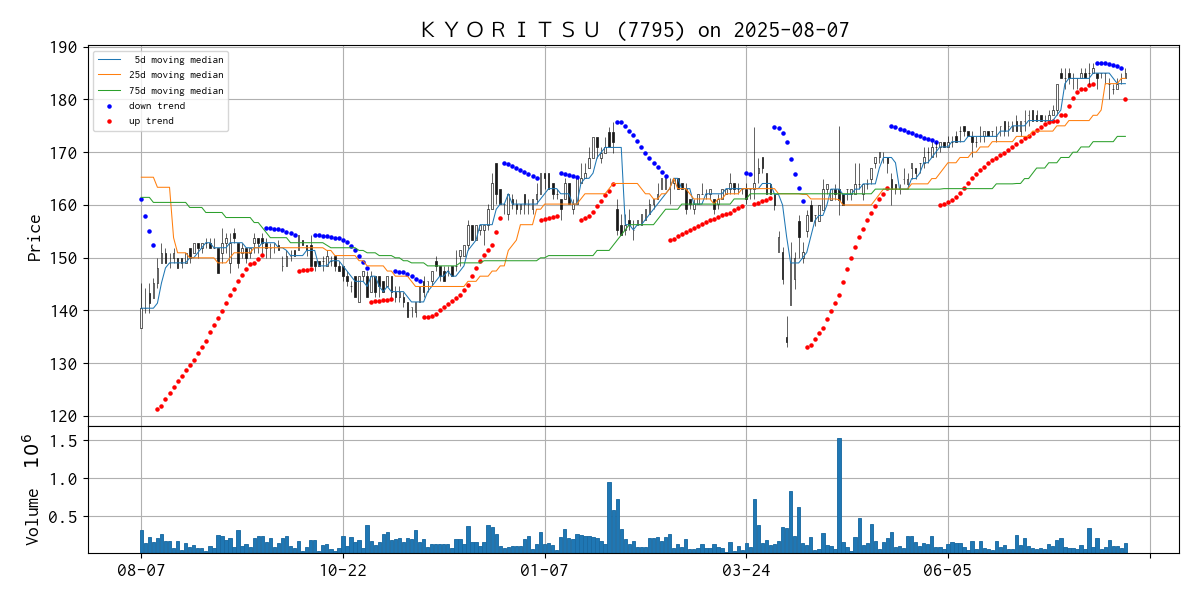 ＫＹＯＲＩＴＳＵ (7795) on 2025-08-07
190
180
170
160
150
140
130
120
Price
5d moving median
25d moving median
75d moving median
down trend
up trend
1.5
1.0
0.5
Volume 10⁶
08-07
10-22
01-07
03-24
06-05